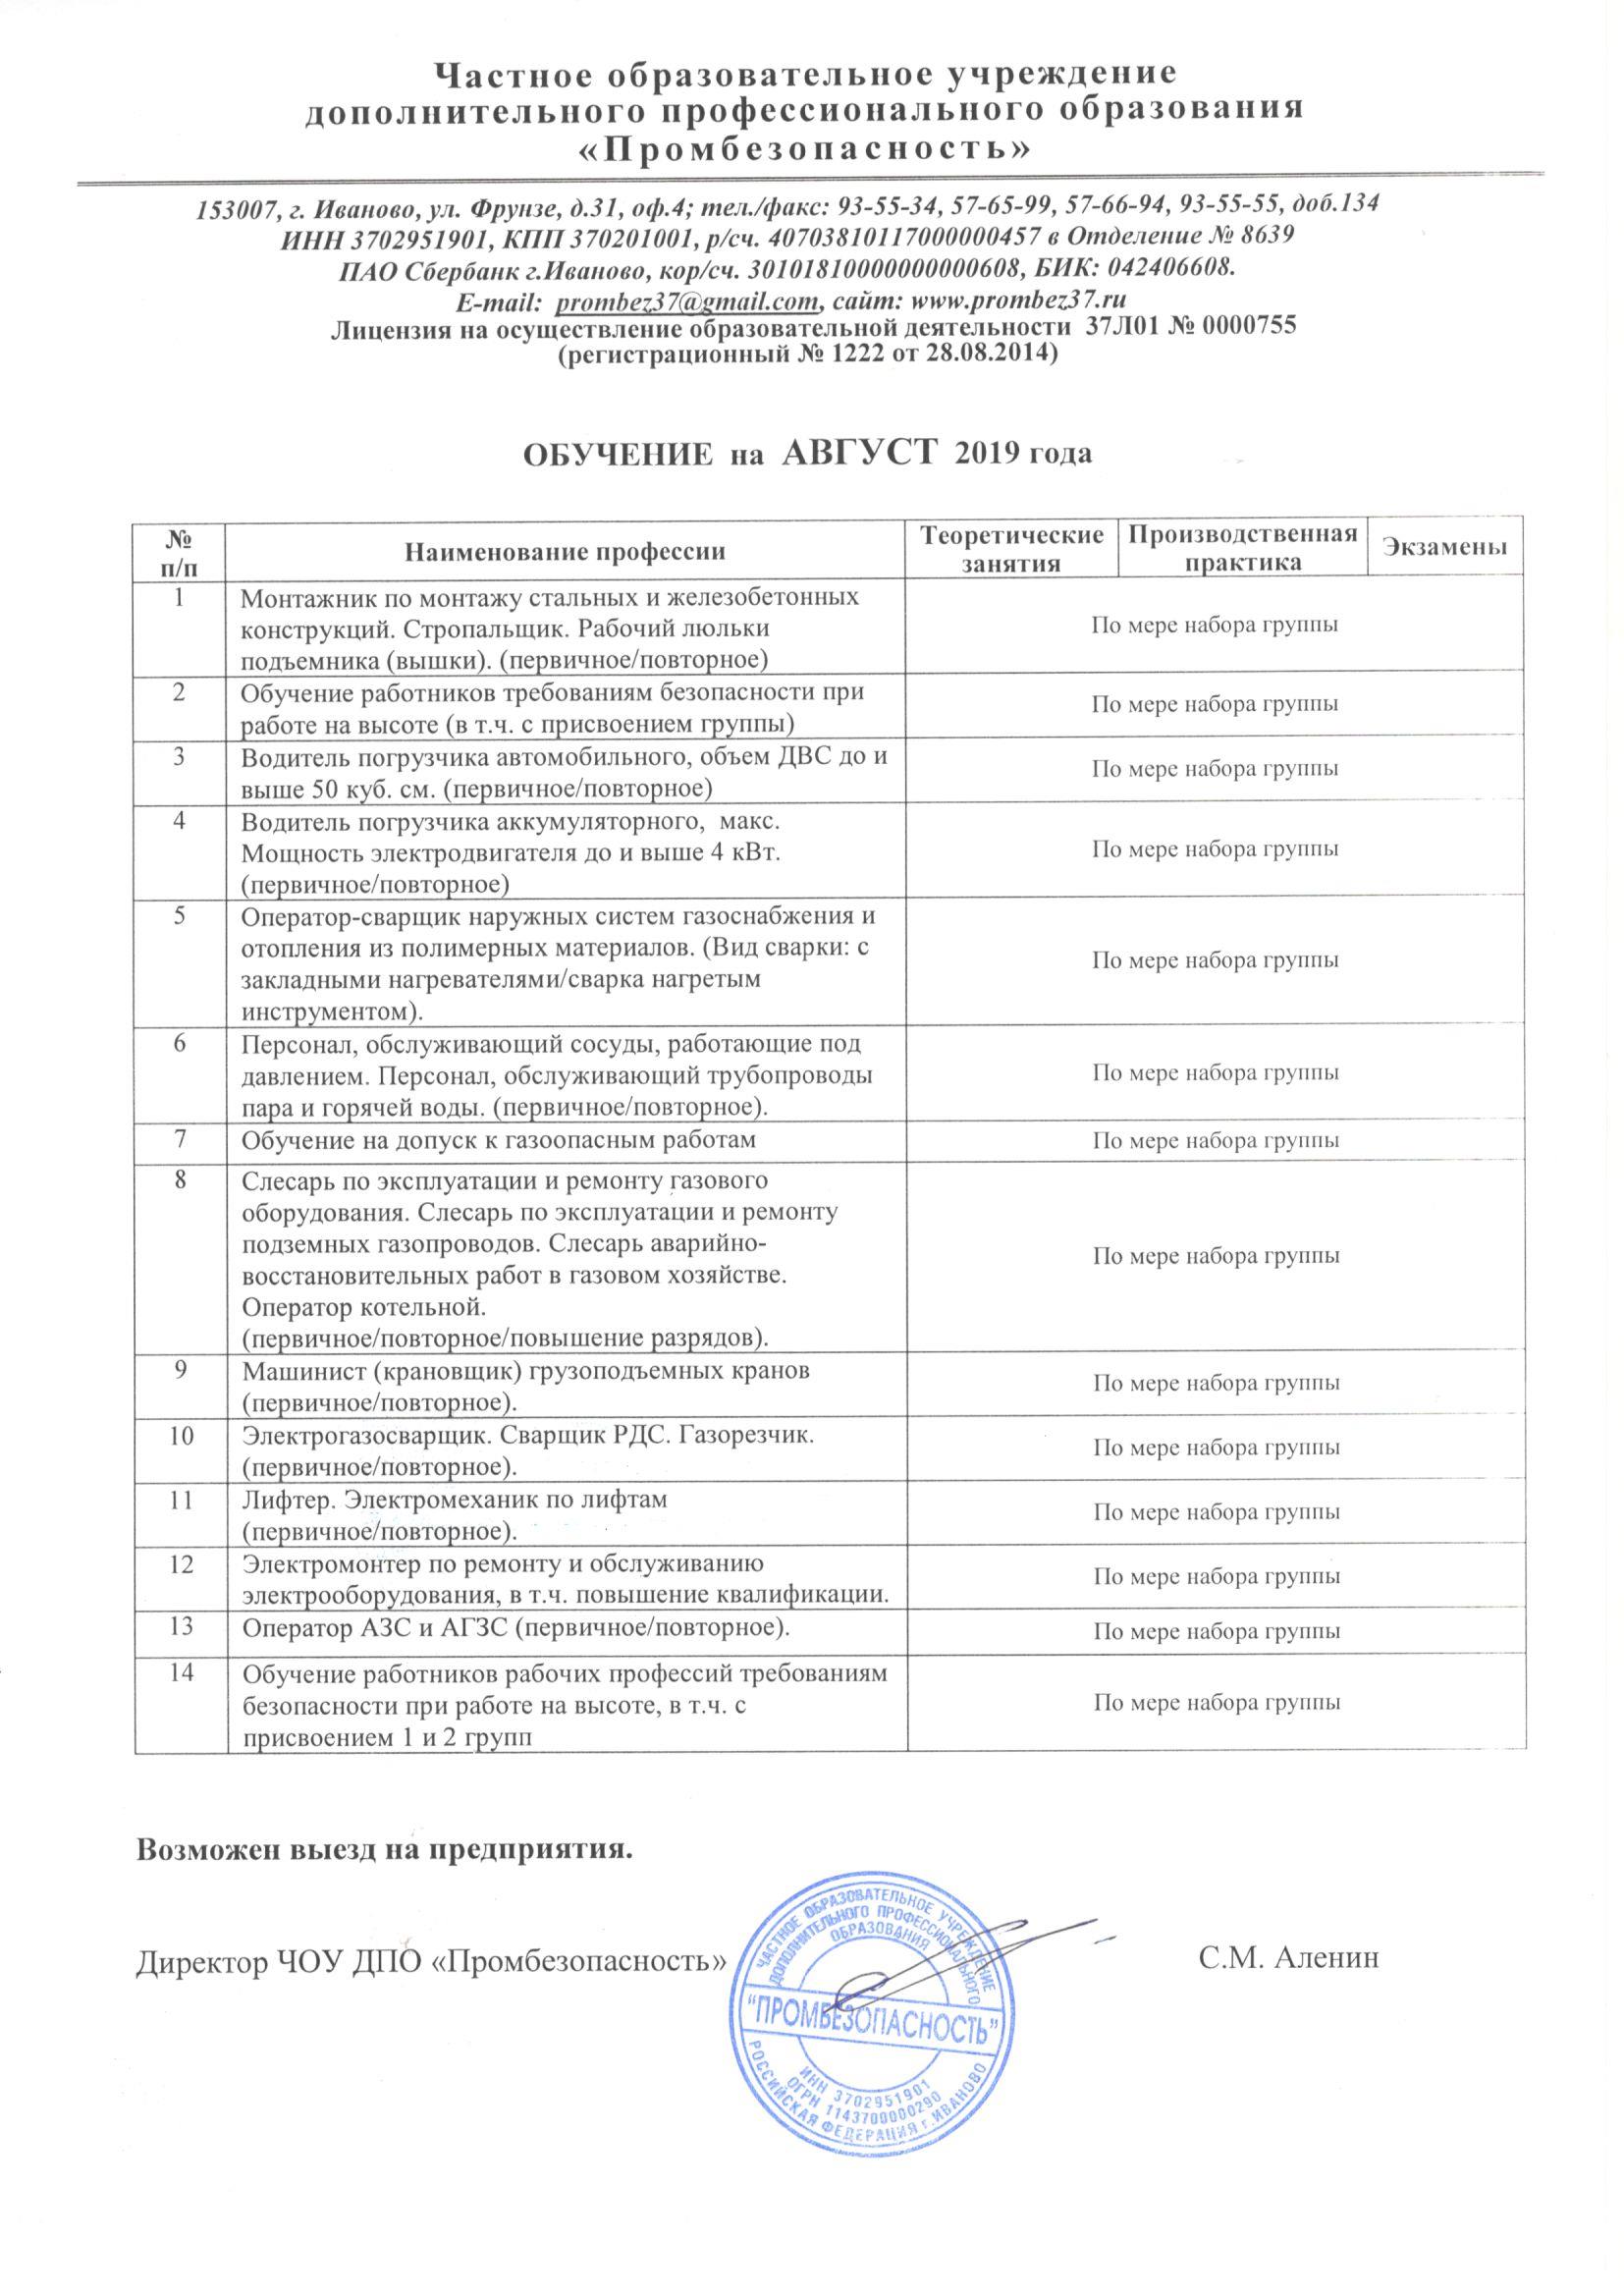 Частное образовательное учреждение
дополнительного профессионального образования
«Промбезопасность»
153007, г. Иваново, ул. Фрунзе, д.31, оф.4; тел./факс: 93-55-34, 57-65-99, 57-66-94, 93-55-55, доб.134
ИНН 3702951901, КПП 370201001, р/сч. 40703810117000000457 в Отделение № 8639
ПАО Сбербанк г.Иваново, кор/сч. 30101810000000000608, БИК: 042406608.
E-mail: prombez37@gmail.com, сайт: www.prombez37.ru
Лицензия на осуществление образовательной деятельности 37Л01 № 0000755
(регистрационный № 1222 от 28.08.2014)
ОБУЧЕНИЕ на АВГУСТ 2019 года
№ п/п
Наименование профессии
Теоретические занятия
Производственная практика
Экзамены
1
Монтажник по монтажу стальных и железобетонных
конструкций. Стропальщик. Рабочий люльки
подъемника (вышки). (первичное/повторное)
По мере набора группы
2
Обучение работников требованиям безопасности при
работе на высоте (в т.ч. с присвоением группы)
По мере набора группы
3
Водитель погрузчика автомобильного, объем ДВС до и
выше 50 куб. см. (первичное/повторное)
По мере набора группы
4
Водитель погрузчика аккумуляторного, макс.
Мощность электродвигателя до и выше 4 кВт.
(первичное/повторное)
По мере набора группы
5
Оператор-сварщик наружных систем газоснабжения и
отопления из полимерных материалов. (Вид сварки: с
закладными нагревателями/сварка нагретым
инструментом).
По мере набора группы
6
Персонал, обслуживающий сосуды, работающие под
давлением. Персонал, обслуживающий трубопроводы
пара и горячей воды. (первичное/повторное).
По мере набора группы
7
Обучение на допуск к газоопасным работам
По мере набора группы
8
Слесарь по эксплуатации и ремонту газового
оборудования. Слесарь по эксплуатации и ремонту
подземных газопроводов. Слесарь аварийно-
восстановительных работ в газовом хозяйстве.
Оператор котельной.
(первичное/повторное/повышение разрядов).
По мере набора группы
9
Машинист (крановщик) грузоподъемных кранов
(первичное/повторное).
По мере набора группы
10
Электрогазосварщик. Сварщик РДС. Газорезчик.
(первичное/повторное).
По мере набора группы
11
Лифтер. Электромеханик по лифтам
(первичное/повторное).
По мере набора группы
12
Электромонтер по ремонту и обслуживанию
электрооборудования, в т.ч. повышение квалификации.
По мере набора группы
13
Оператор АЗС и АГЗС (первичное/повторное).
По мере набора группы
14
Обучение работников рабочих профессий требованиям
безопасности при работе на высоте, в т.ч. с
присвоением 1 и 2 групп
По мере набора группы
Возможен выезд на предприятия.
Директор ЧОУ ДПО «Промбезопасность»
С.М. Аленин
ЧАСТНОЕ ОБРАЗОВАТЕЛЬНОЕ УЧРЕЖДЕНИЕ
ДОПОЛНИТЕЛЬНОГО ПРОФЕССИОНАЛЬНОГО
ОБРАЗОВАНИЯ
"ПРОМБЕЗОПАСНОСТЬ"
ИНН 3702951901
ОГРН 1143700000290
РОССИЙСКАЯ ФЕДЕРАЦИЯ г.ИВАНОВО